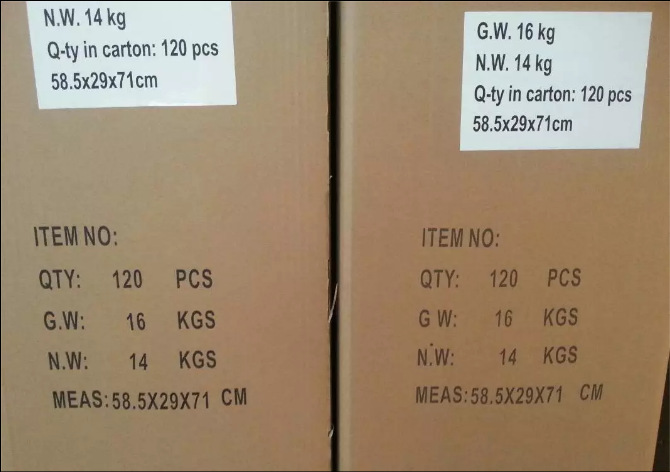 N.W. 14 kg
Q-ty in carton: 120 pcs
58.5x29x71cm
ITEM NO:
QTY: 120 PCS
G.W: 16 KGS
N.W: 14 KGS
MEAS:58.5X29X71 CM
G.W. 16 kg
N.W. 14 kg
Q-ty in carton: 120 pcs
58.5x29x71cm
ITEM NO:
QTY: 120 PCS
G W: 16 KGS
N.W: 14 KGS
MEAS:58.5X29X71 CM